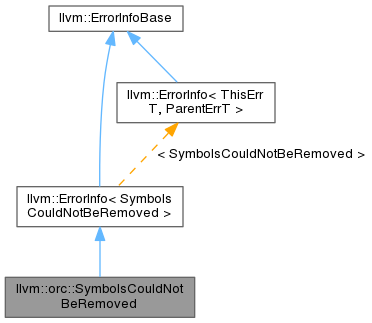 llvm::ErrorInfoBase
llvm::ErrorInfo< ThisErr
T, ParentErrT >
< SymbolsCouldNotBeRemoved >
llvm::ErrorInfo< Symbols
CouldNotBeRemoved >
llvm::orc::SymbolsCouldNot
BeRemoved